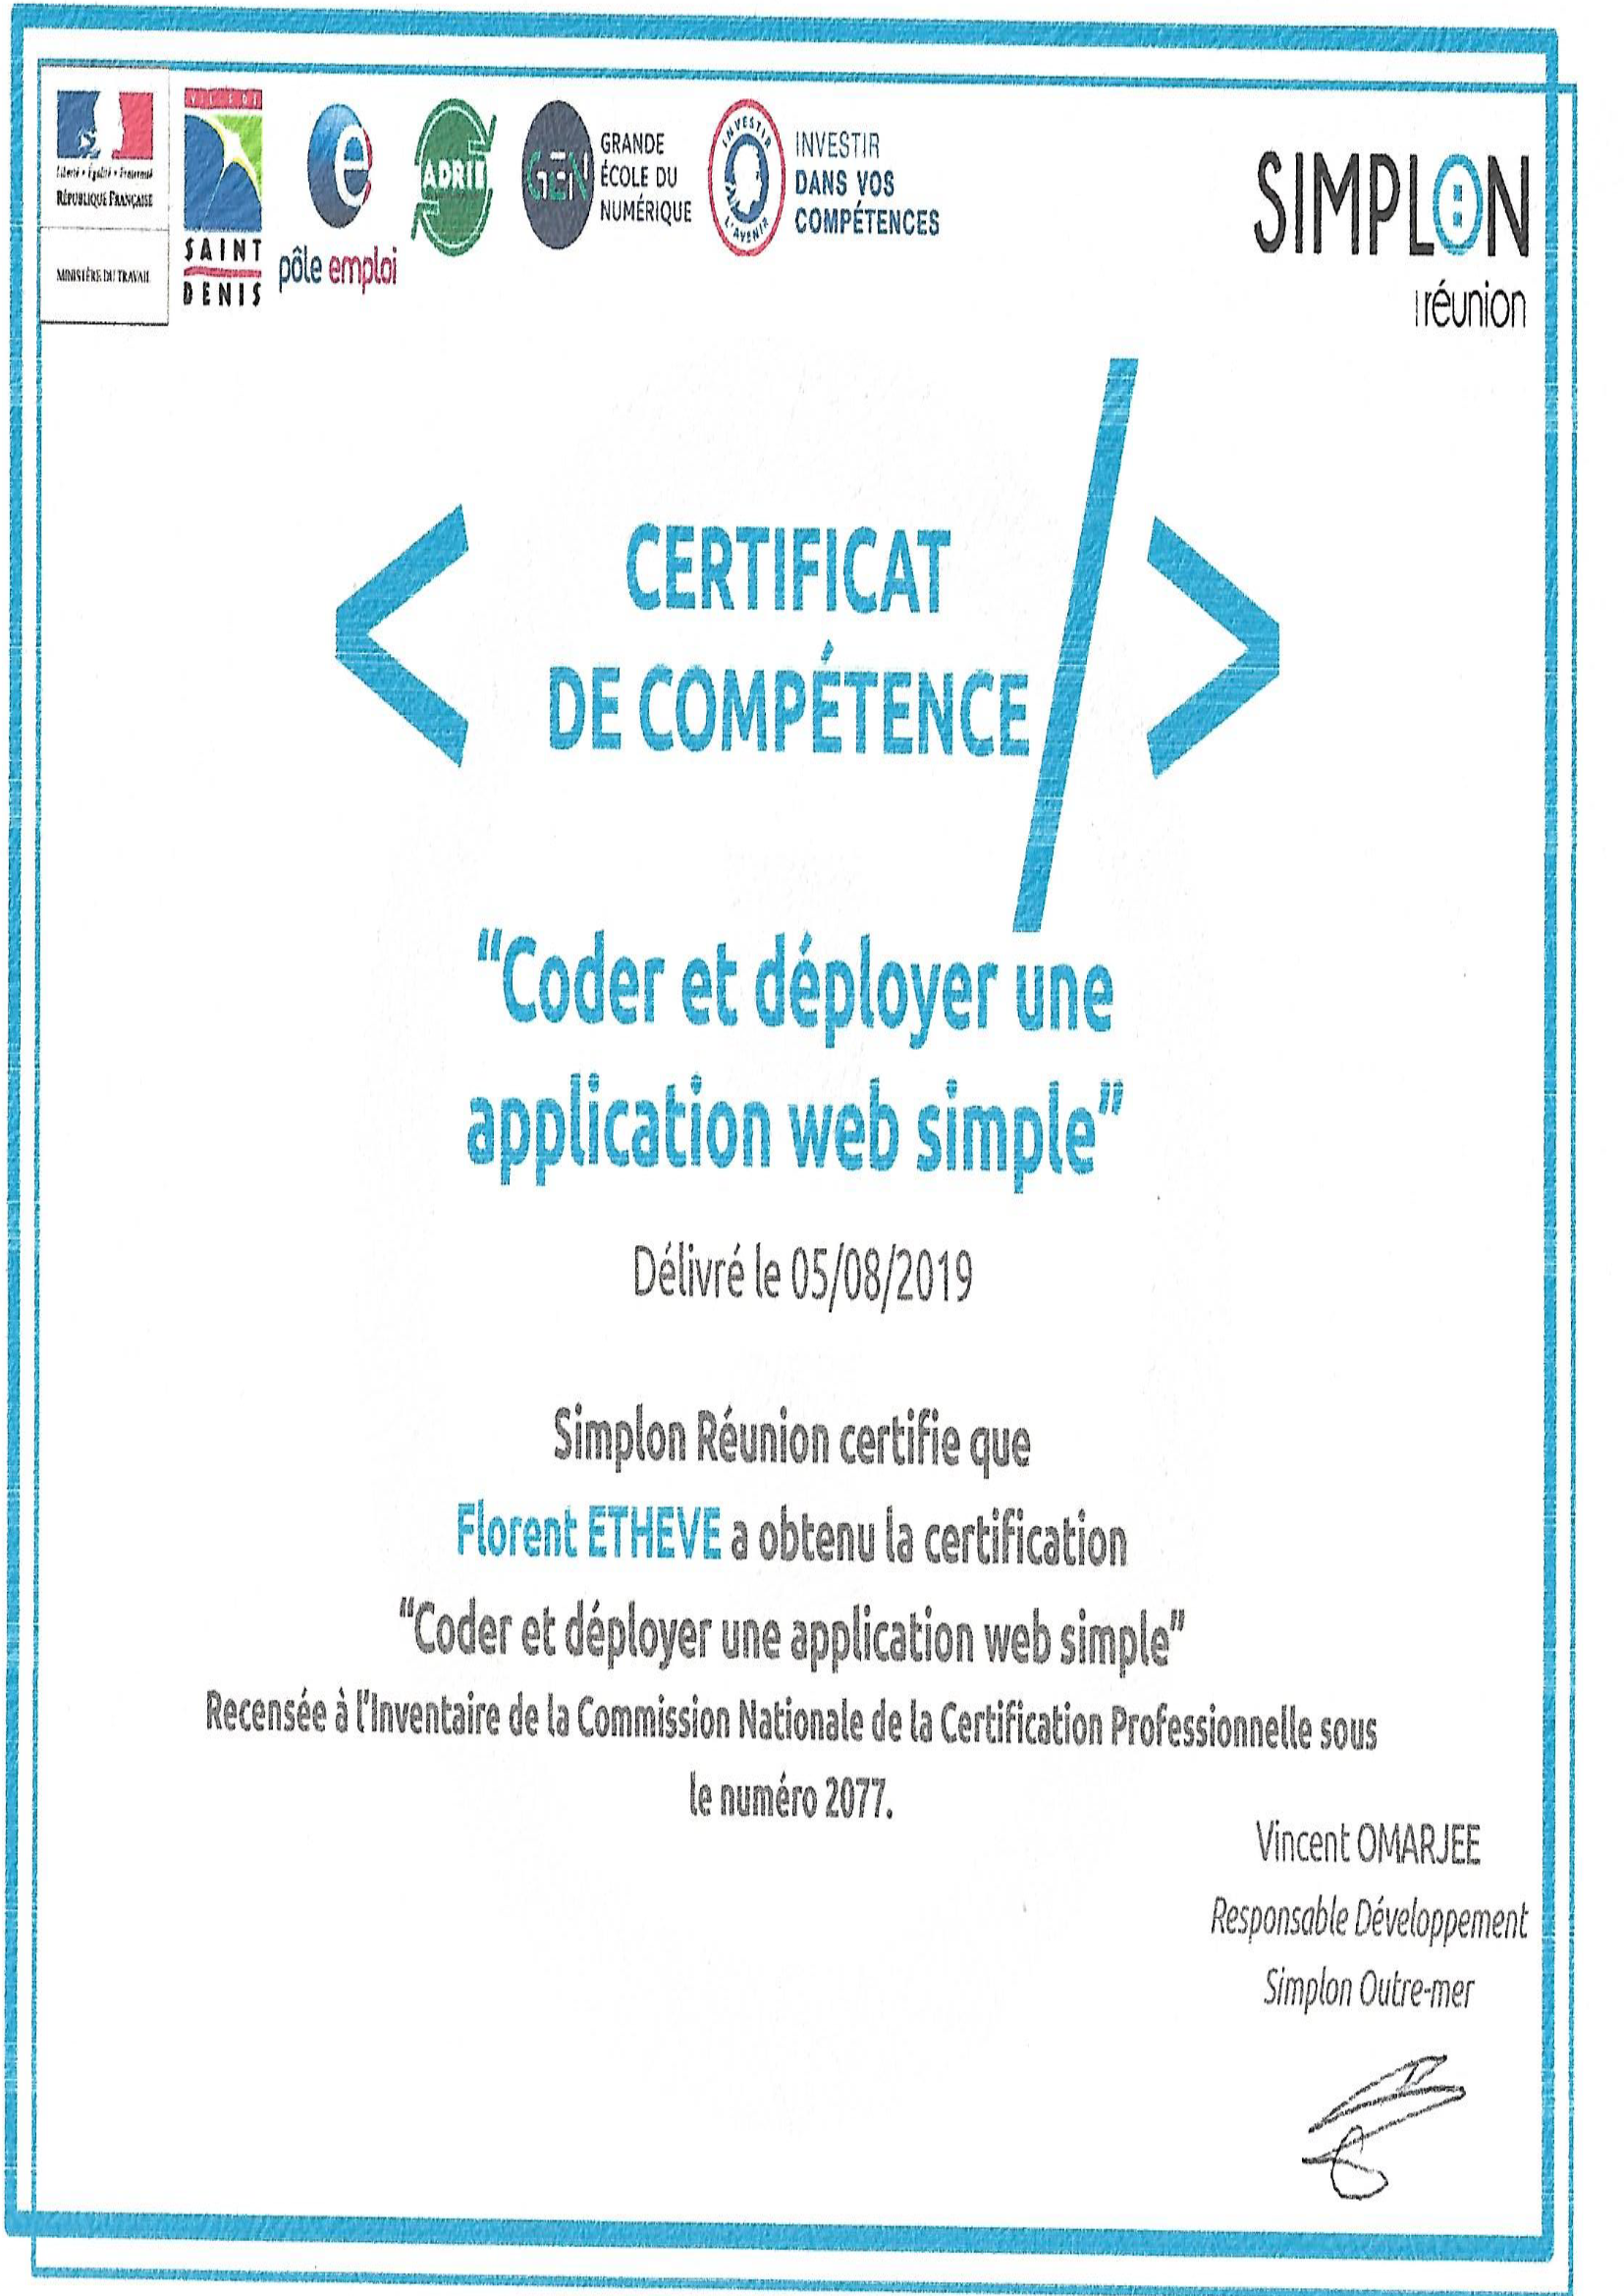 Liberté • Égalité • Fraternité
RÉPUBLIQUE FRANÇAISE
MINISTÈRE DU TRAVAIL
VILLE DE
SAINT
DENIS
pôle emploi
ADRIE
GEN
GRANDE
ÉCOLE DU
NUMÉRIQUE
INVESTIR
L'AVENIR
INVESTIR
DANS VOS
COMPÉTENCES
SIMPLON
réunion
CERTIFICAT
DE COMPÉTENCE
“Coder et déployer une
application web simple”
Délivré le 05/08/2019
Simplon Réunion certifie que
Florent ETHEVE a obtenu la certification
“Coder et déployer une application web simple”
Recensée à l'Inventaire de la Commission Nationale de la Certification Professionnelle sous
le numéro 2077.
Vincent OMARJEE
Responsable Développement
Simplon Outre-mer